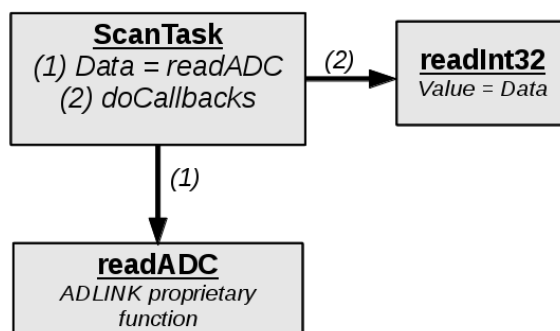 ScanTask
(1) Data = readADC
(2) doCallbacks
(2)
readInt32
Value = Data
(1)
readADC
ADLINK proprietary
function